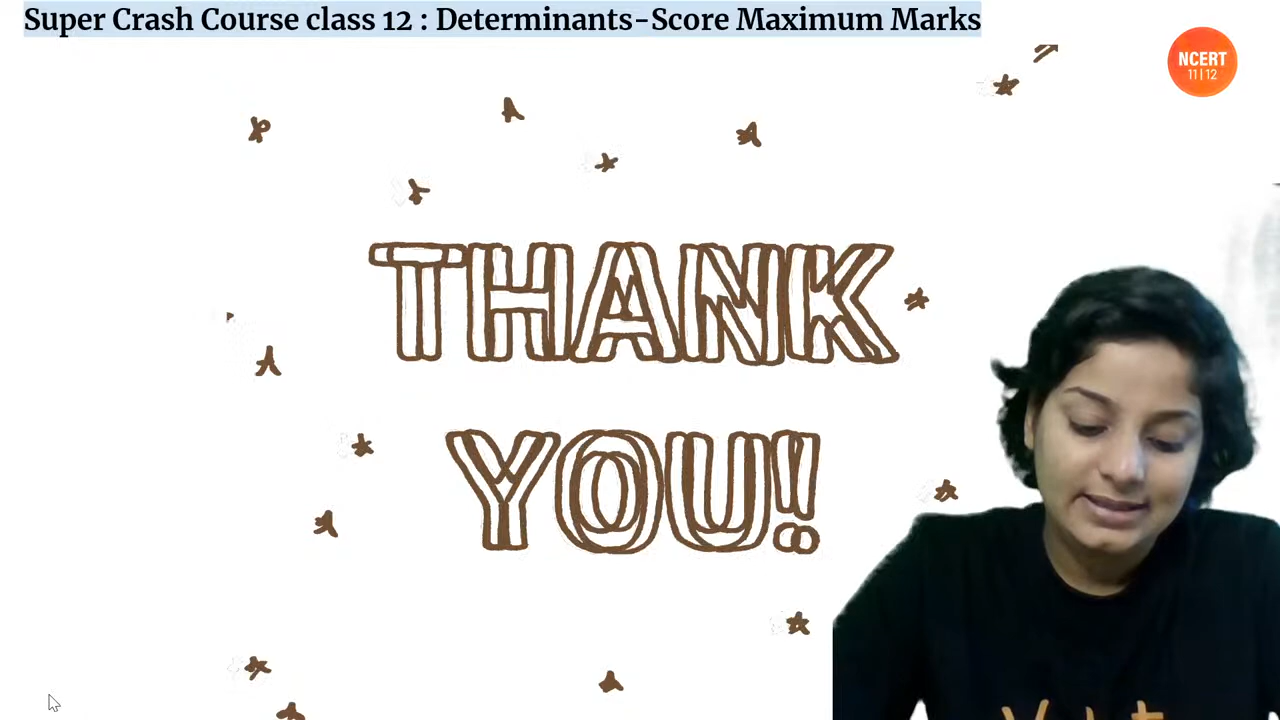 Super Crash Course class 12 : Determinants-Score Maximum Marks
NCERT
11|12
THANK
YOU!!